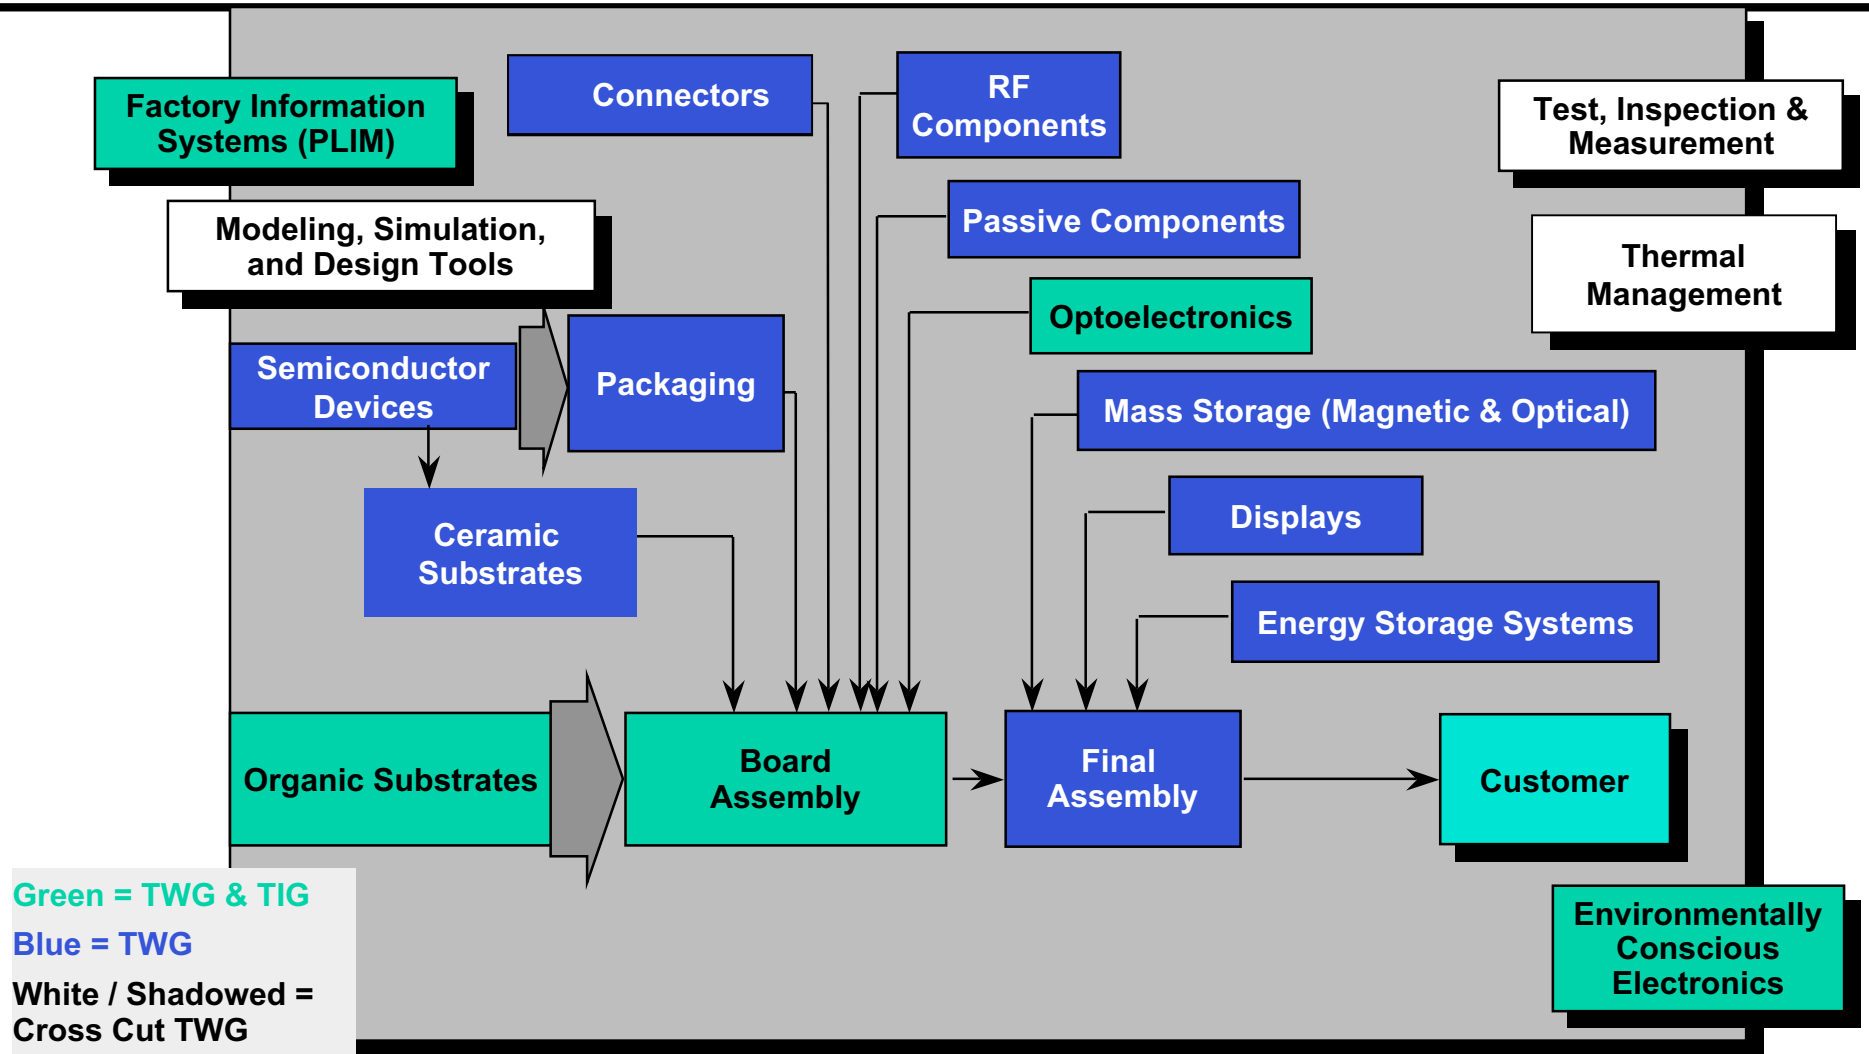 Factory Information
Systems (PLIM)
Connectors
RF
Components
Test, Inspection &
Measurement
Modeling, Simulation,
and Design Tools
Passive Components
Thermal
Management
Optoelectronics
Semiconductor
Devices
Packaging
Mass Storage (Magnetic & Optical)
Displays
Ceramic
Substrates
Energy Storage Systems
Organic Substrates
Board
Assembly
Final
Assembly
Customer
Green = TWG & TIG
Blue = TWG
White / Shadowed =
Cross Cut TWG
Environmentally
Conscious
Electronics